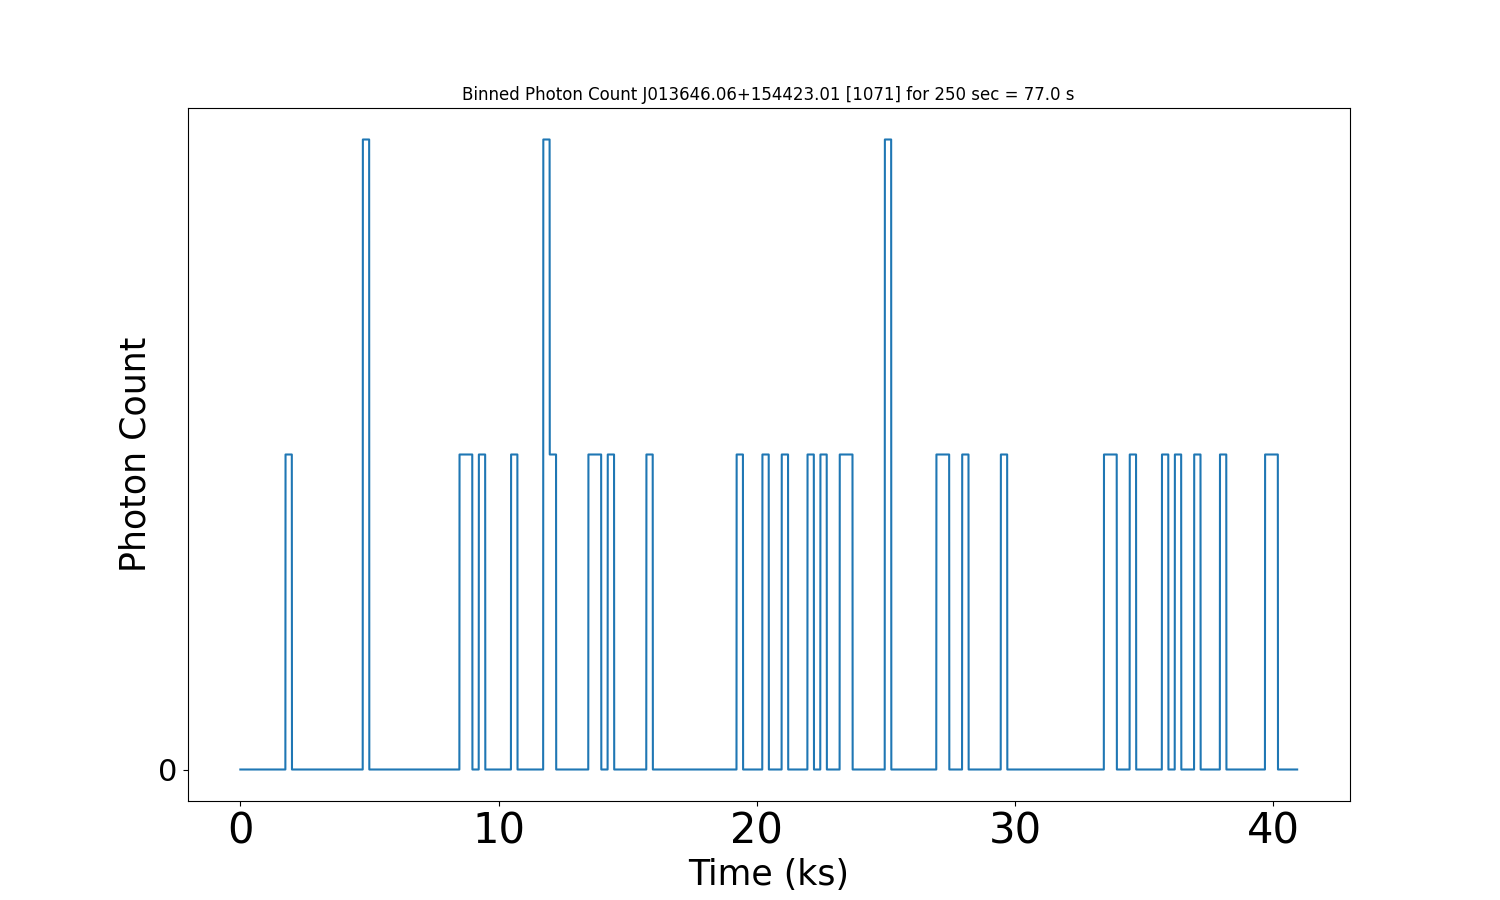 Binned Photon Count J013646.06+154423.01 [1071] for 250 sec = 77.0 s
Photon Count
0
0 10 20 30 40
Time (ks)